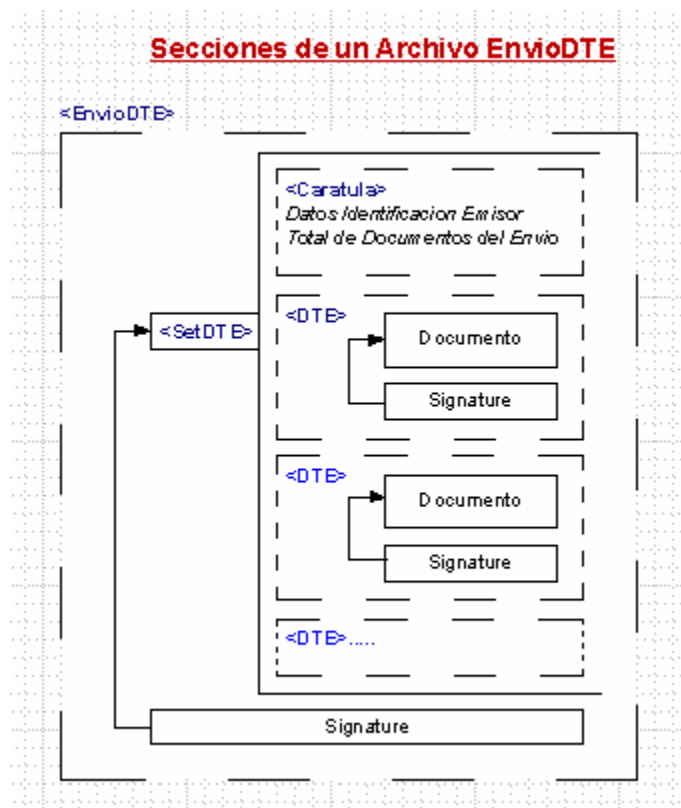 Secciones de un Archivo EnvioDTE
<EnvioDTE>
<Caratula>
Datos Identificacion Emisor
Total de Documentos del Envio
<DTE>
Documento
<SetDTE>
Signature
<DTE>
Documento
Signature
<DTE>.....
Signature